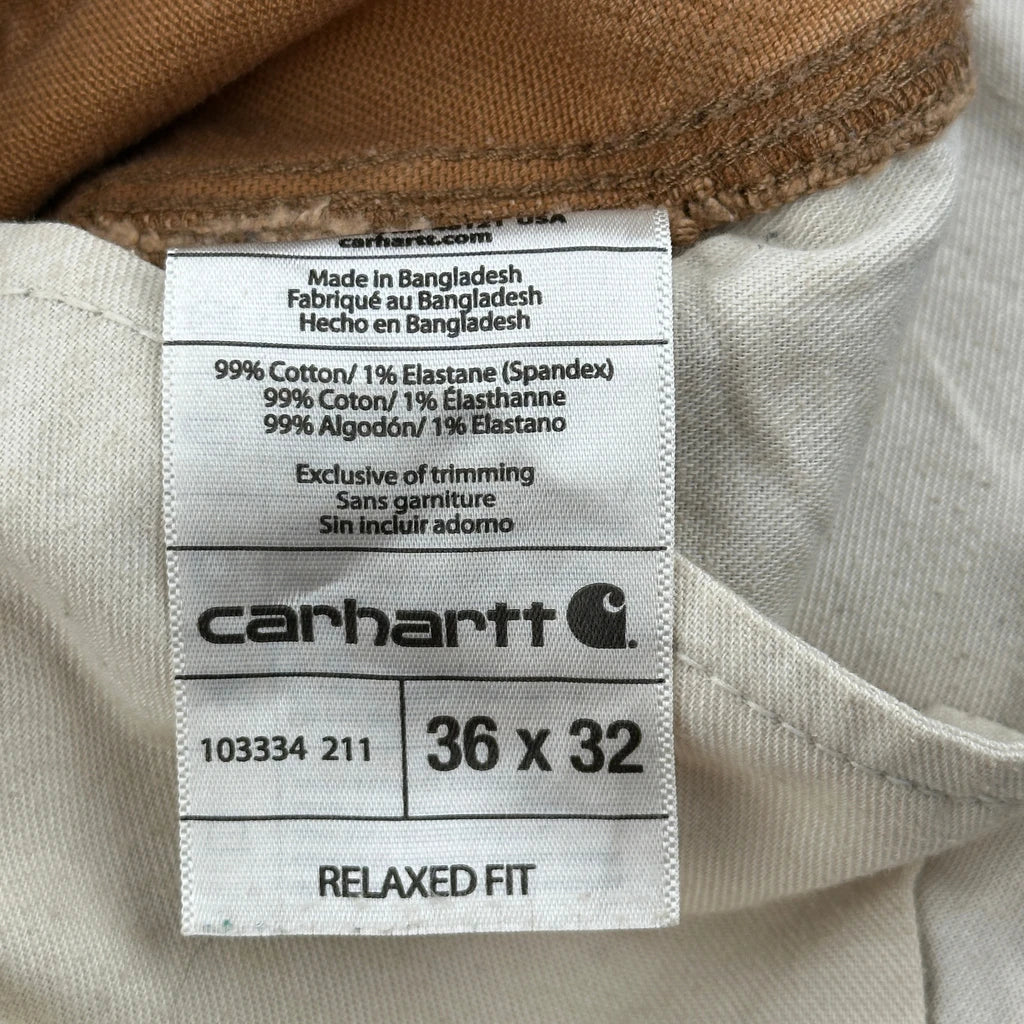 USA
carhartt.com
Made in Bangladesh
Fabriqué au Bangladesh
Hecho en Bangladesh
99% Cotton/ 1% Elastane (Spandex)
99% Coton/ 1% Élasthanne
99% Algodón/ 1% Elastano
Exclusive of trimming
Sans garniture
Sin incluir adorno
carhartt
103334 211
36 x 32
RELAXED FIT